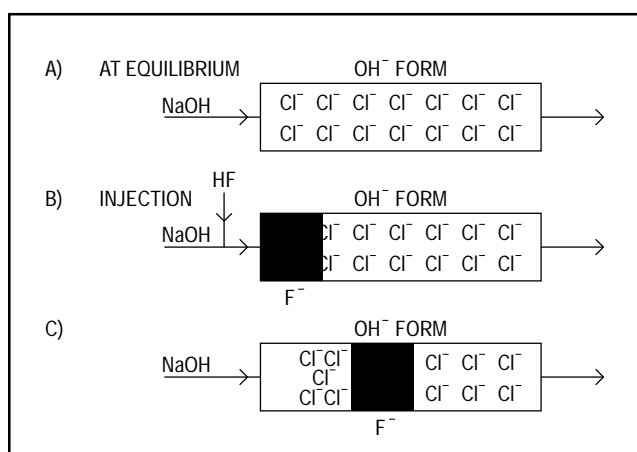 A) AT EQUILIBRIUM OH⁻ FORM
NaOH Cl⁻ Cl⁻ Cl⁻ Cl⁻ Cl⁻ Cl⁻ Cl⁻
Cl⁻ Cl⁻ Cl⁻ Cl⁻ Cl⁻ Cl⁻ Cl⁻
HF
B) INJECTION OH⁻ FORM
NaOH Cl⁻ Cl⁻ Cl⁻ Cl⁻ Cl⁻ Cl⁻
Cl⁻ Cl⁻ Cl⁻ Cl⁻ Cl⁻ Cl⁻
F⁻
C) OH⁻ FORM
NaOH Cl⁻Cl⁻ Cl⁻ Cl⁻ Cl⁻
Cl⁻
Cl⁻Cl⁻ Cl⁻ Cl⁻ Cl⁻
F⁻